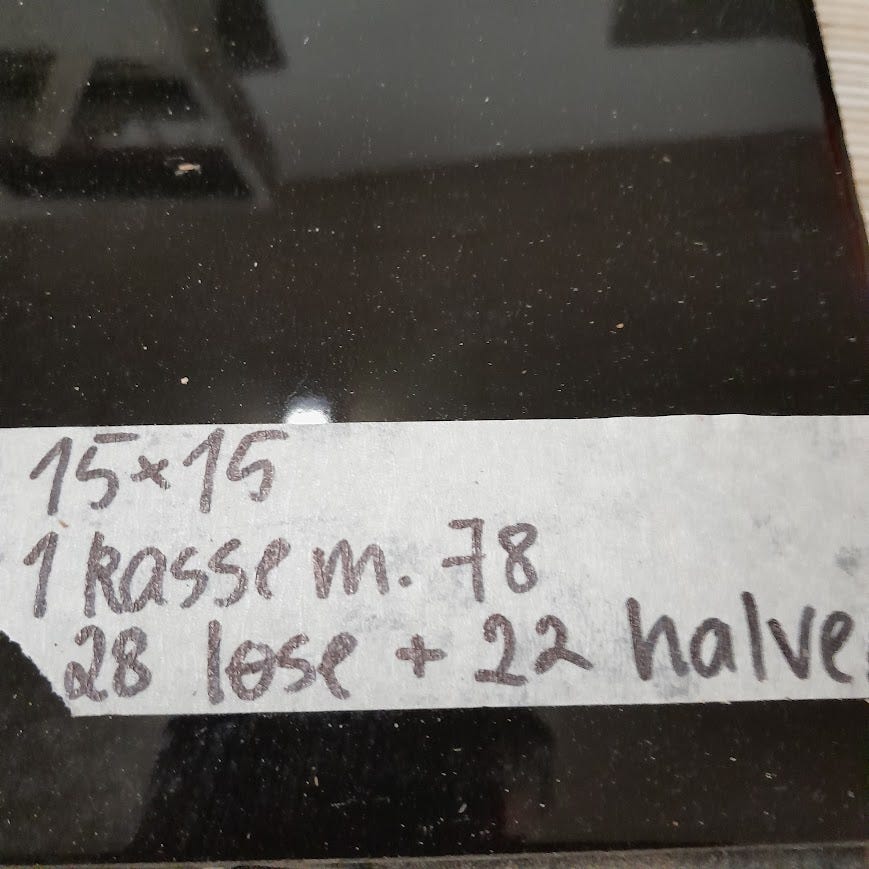 15×15
1 kasse m. 78
28 løse + 22 halve